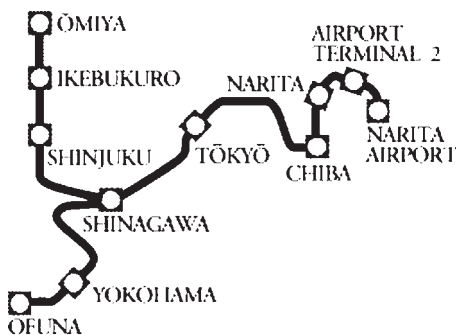 ŌMIYA
AIRPORT
TERMINAL 2
IKEBUKURO
NARITA
NARITA
AIRPORT
SHINJUKU
TŌKYŌ
CHIBA
SHINAGAWA
YOKOHAMA
OFUNA